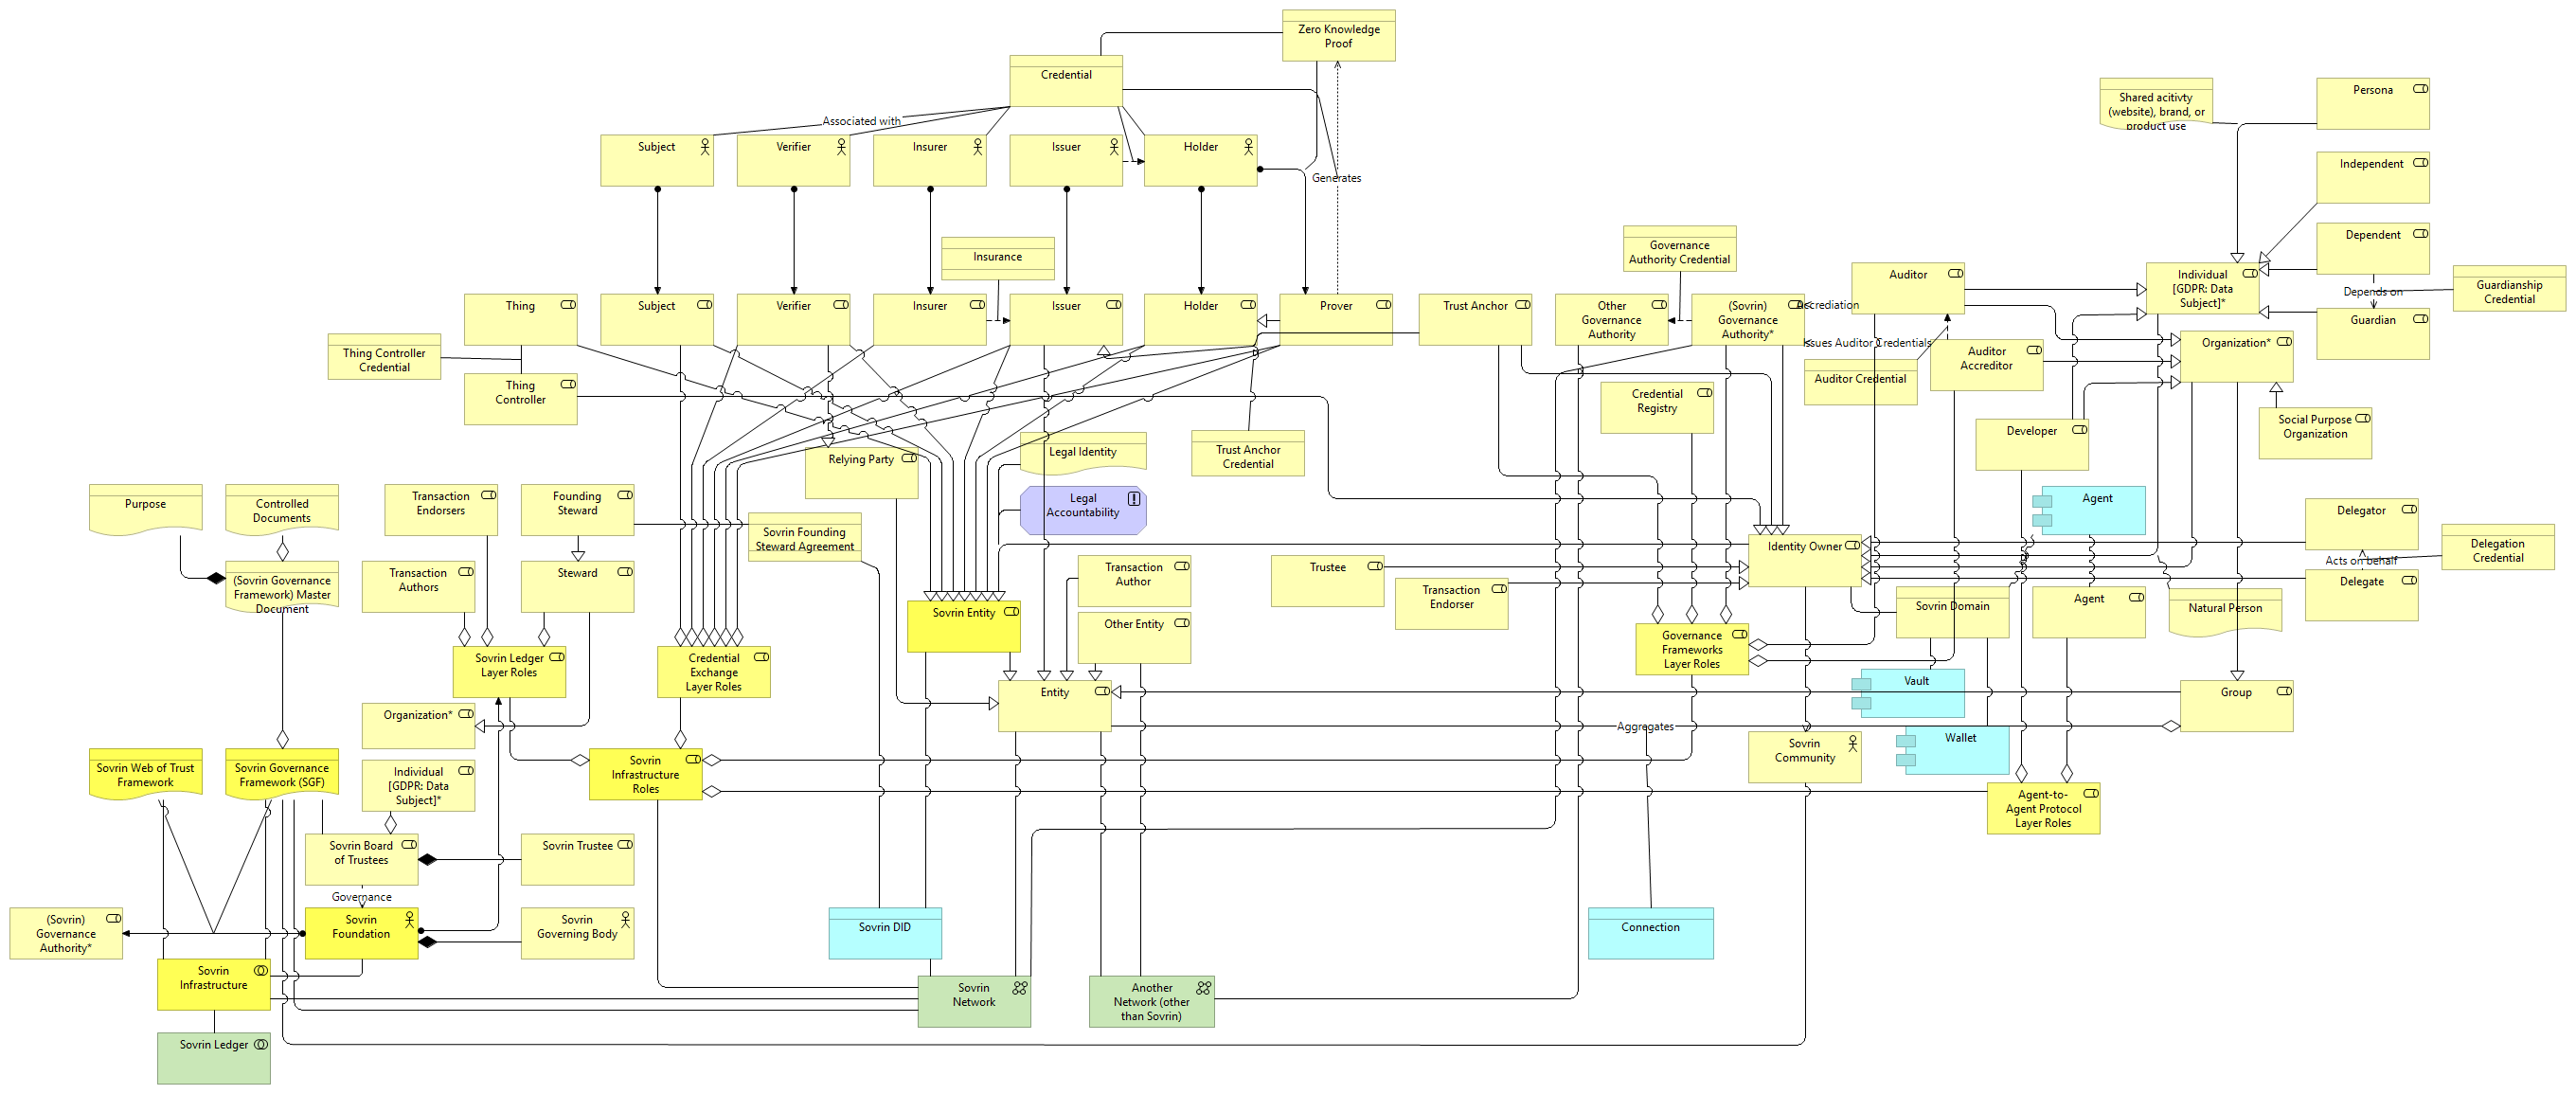 Zero Knowledge
Proof
Credential
Associated with
Subject
Verifier
Insurer
Issuer
Holder
Generates
Shared acitivty
(website), brand, or
product use
Persona
Independent
Dependent
Depends on
Guardianship
Credential
Guardian
Insurance
Governance
Authority Credential
Thing
Subject
Verifier
Insurer
Issuer
Holder
Prover
Trust Anchor
Other
Governance
Authority
(Sovrin)
Governance
Authority*
Accrediation
Issues Auditor Credentials
Auditor
Individual
[GDPR: Data
Subject]*
Organization*
Auditor
Accreditor
Auditor Credential
Thing Controller
Credential
Thing
Controller
Credential
Registry
Developer
Social Purpose
Organization
Trust Anchor
Credential
Relying Party
Legal Identity
Legal
Accountability
Purpose
Controlled
Documents
Transaction
Endorsers
Founding
Steward
Sovrin Founding
Steward Agreement
Agent
Delegator
Acts on behalf
Delegation
Credential
Delegate
(Sovrin Governance
Framework) Master
Document
Transaction
Authors
Steward
Transaction
Author
Other Entity
Trustee
Transaction
Endorser
Identity Owner
Sovrin Domain
Agent
Natural Person
Sovrin Entity
Governance
Frameworks
Layer Roles
Sovrin Ledger
Layer Roles
Credential
Exchange
Layer Roles
Entity
Vault
Group
Organization*
Aggregates
Sovrin
Community
Wallet
Sovrin Web of Trust
Framework
Sovrin Governance
Framework (SGF)
Individual
[GDPR: Data
Subject]*
Sovrin
Infrastructure
Roles
Agent-to-
Agent Protocol
Layer Roles
Sovrin Board
of Trustees
Sovrin Trustee
Governance
(Sovrin)
Governance
Authority*
Sovrin
Foundation
Sovrin
Governing Body
Sovrin DID
Connection
Sovrin
Infrastructure
Sovrin
Network
Another
Network (other
than Sovrin)
Sovrin Ledger